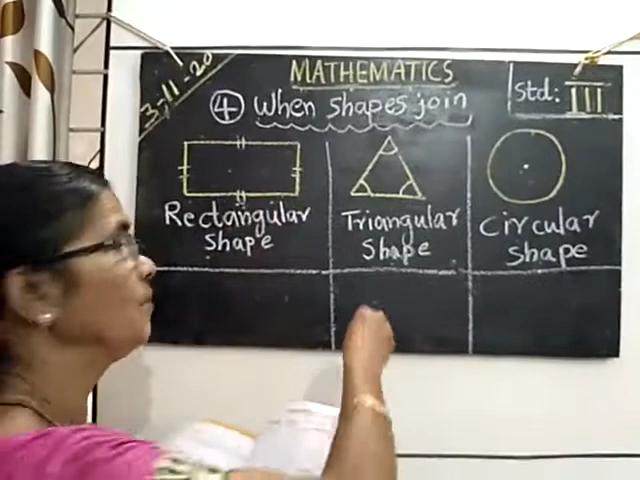 3-11-20
MATHEMATICS
Std: III
4 When shapes join
Rectangular
Shape
Triangular
Shape
Circular
Shape